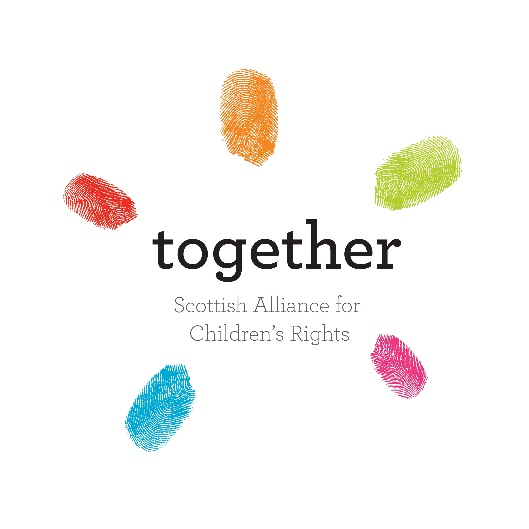 together
Scottish Alliance for
Children's Rights